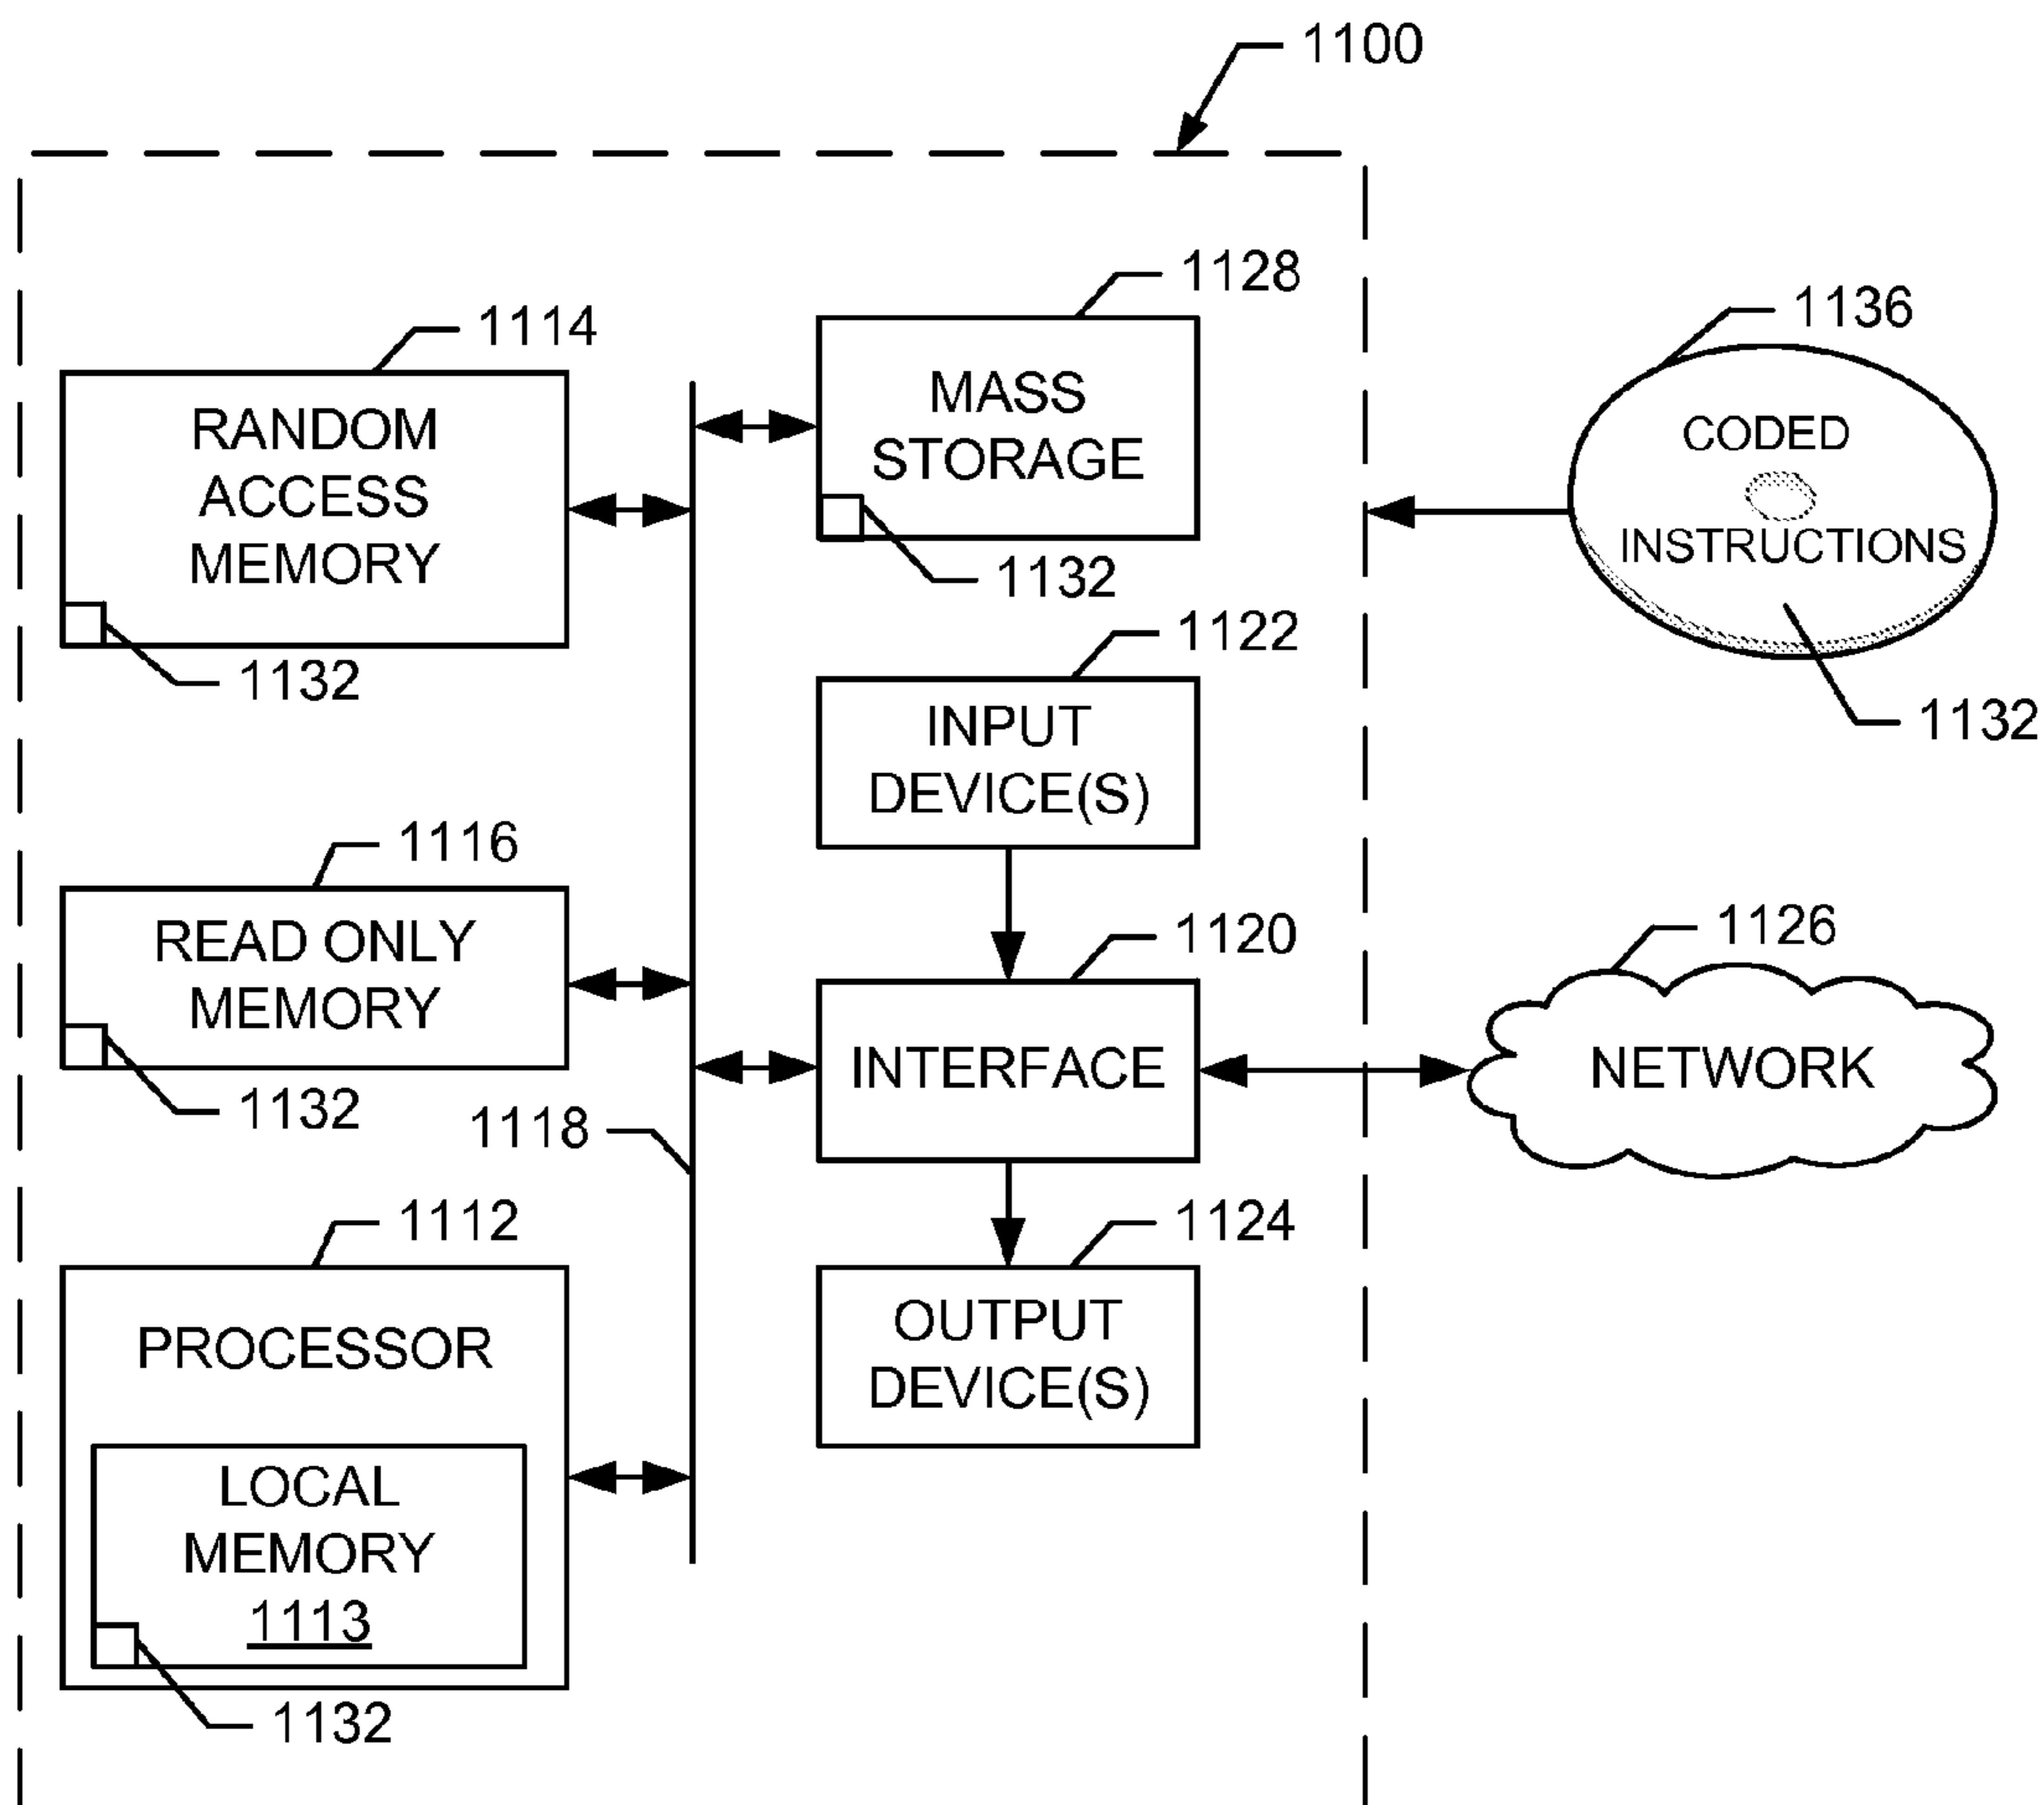 1100
1128
1114
1136
MASS
STORAGE
RANDOM
ACCESS
MEMORY
CODED
INSTRUCTIONS
1132
1122
1132
1132
INPUT
DEVICE(S)
1116
1120
1126
READ ONLY
MEMORY
INTERFACE
NETWORK
1132
1118
1112
1124
PROCESSOR
OUTPUT
DEVICE(S)
LOCAL
MEMORY
1113
1132